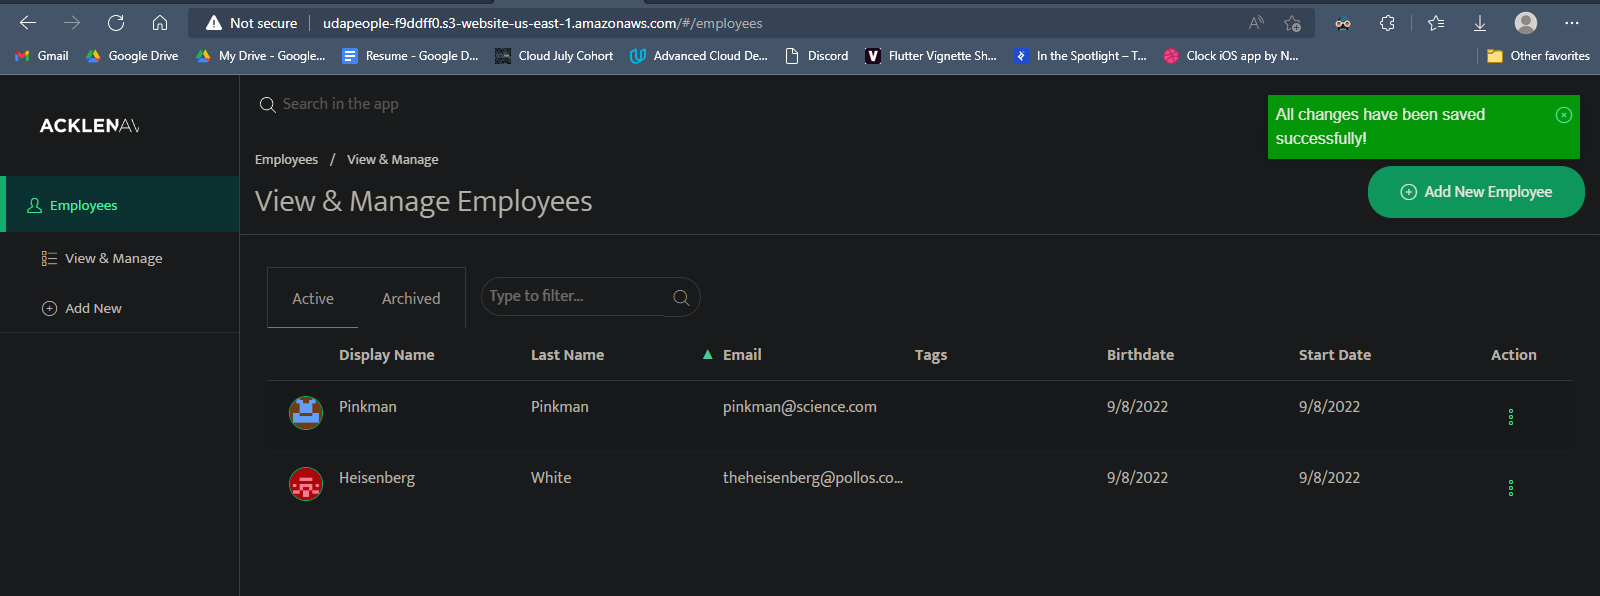 Not secure udapeople-f9ddff0.s3-website-us-east-1.amazonaws.com/#/employees
Gmail Google Drive My Drive - Google... Resume - Google D... Cloud July Cohort Advanced Cloud De... Discord Flutter Vignette Sh... In the Spotlight – T... Clock iOS app by N... Other favorites
Search in the app
All changes have been saved
successfully!
ACKLENAV
Employees / View & Manage
View & Manage Employees
Add New Employee
Employees
View & Manage
Add New
Active Archived Type to filter...
Display Name Last Name Email Tags Birthdate Start Date Action
Pinkman Pinkman pinkman@science.com 9/8/2022 9/8/2022
Heisenberg White theheisenberg@pollos.co... 9/8/2022 9/8/2022